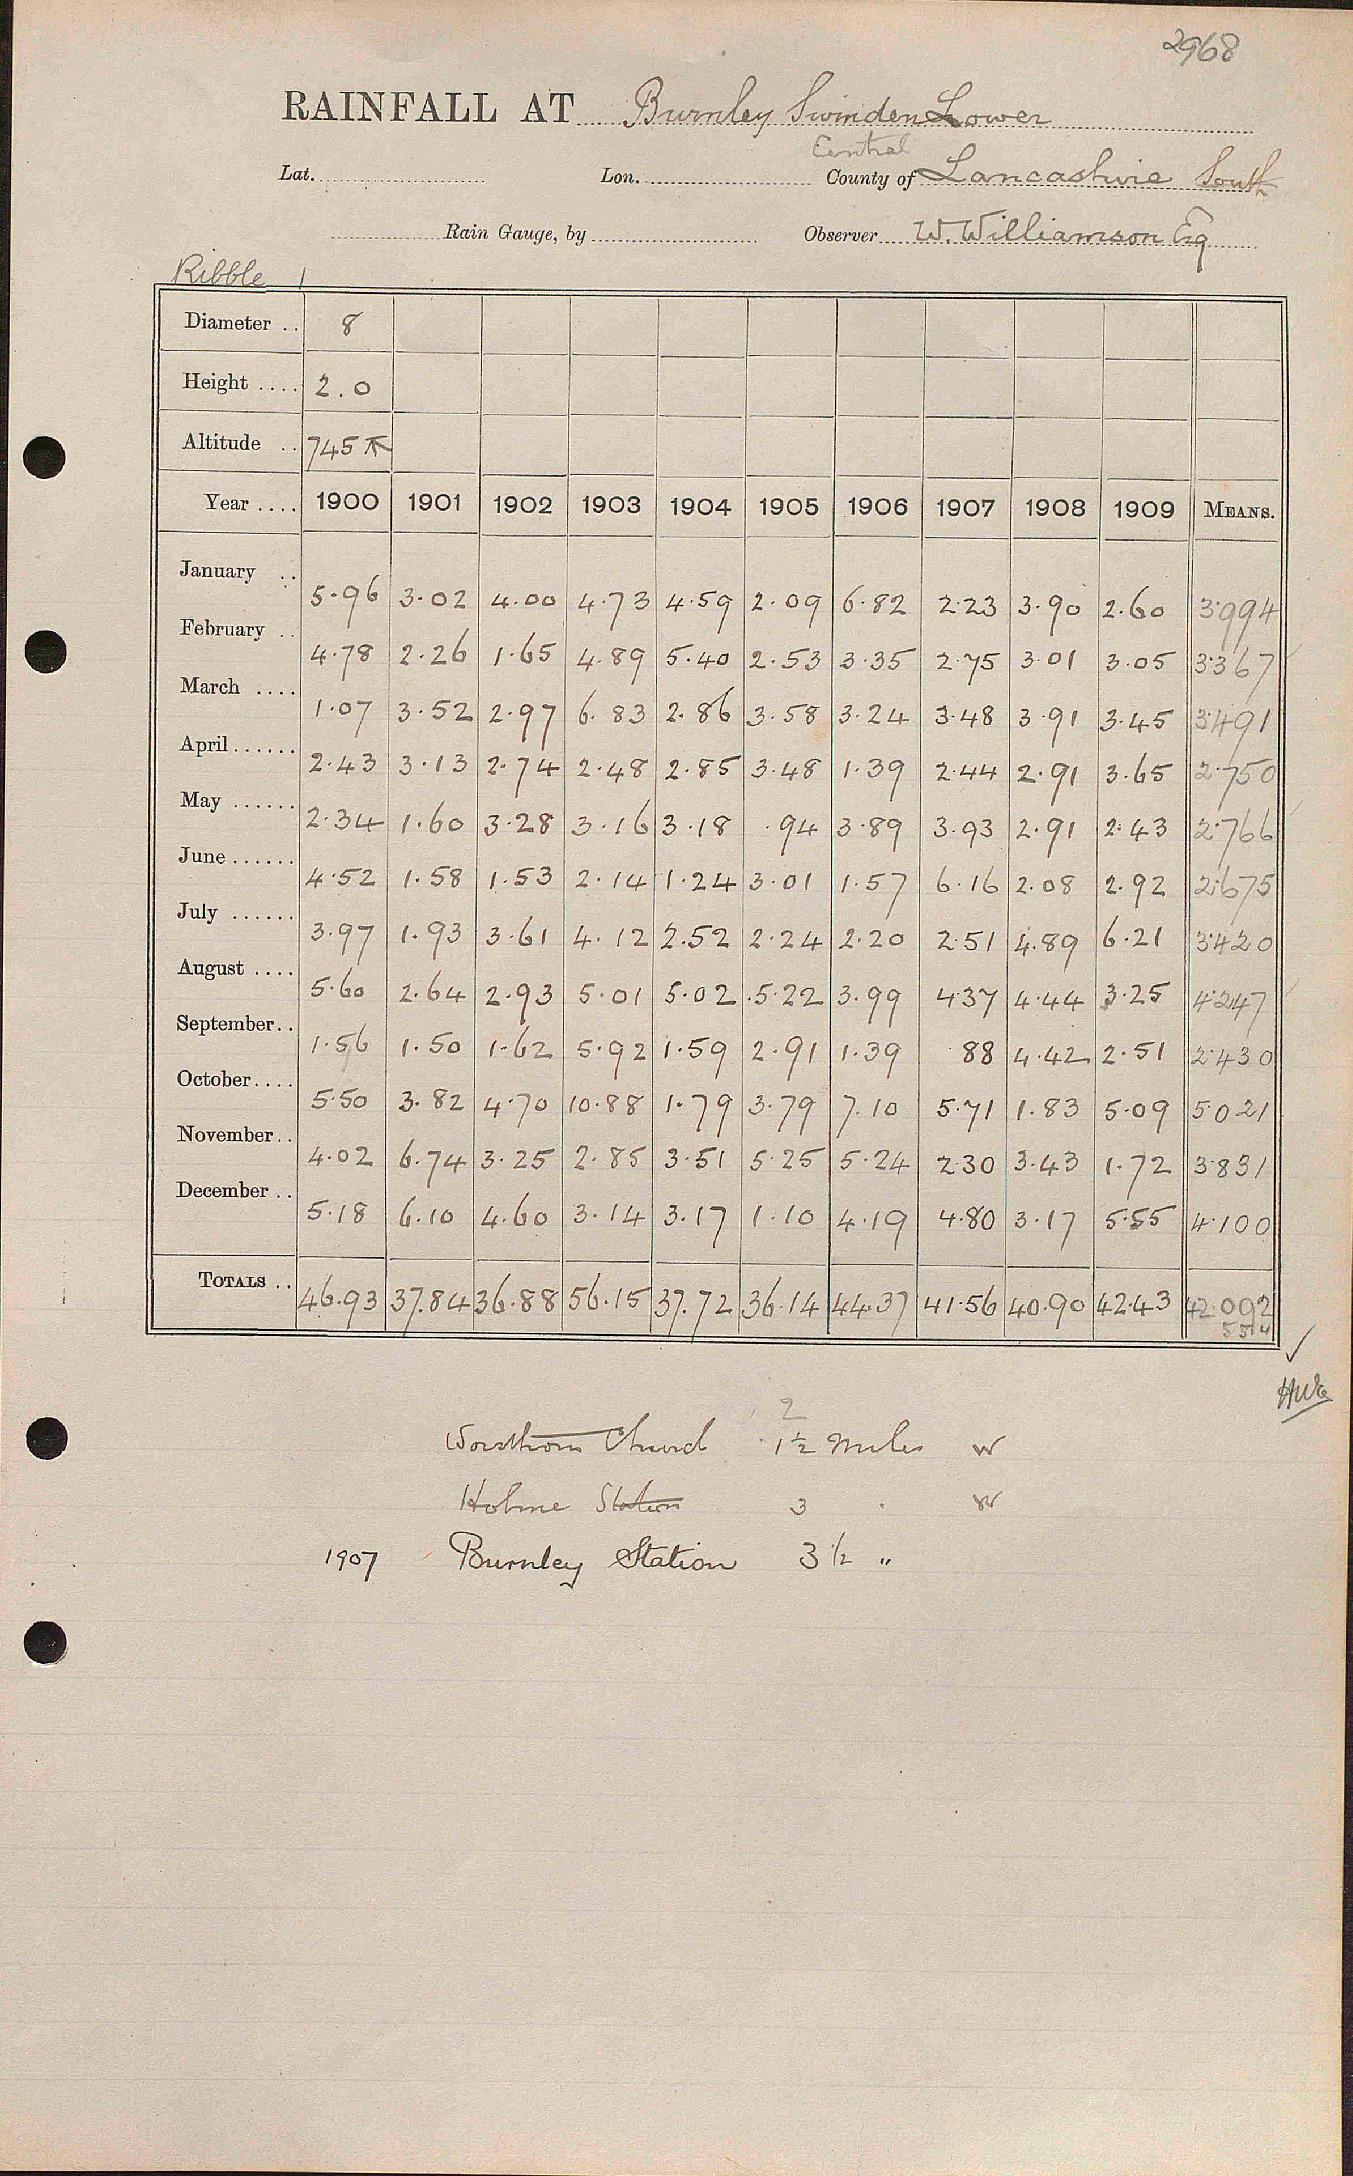 2968
RAINFALL AT Burnley Swinden Lower
Central
Lat. Lon. County of Lancashire South
Rain Gauge, by Observer W. Williamson Esq
Ribble 1
Diameter .. 8
Height .... 2.0
Altitude .. 745
Year .... 1900 1901 1902 1903 1904 1905 1906 1907 1908 1909 MEANS.
January .. 5.96 3.02 4.00 4.73 4.59 2.09 6.82 2.23 3.90 2.60 3.994
February .. 4.78 2.26 1.65 4.89 5.40 2.53 3.35 2.75 3.01 3.05 3.367
March .... 1.07 3.52 2.97 6.83 2.86 3.58 3.24 3.48 3.91 3.45 3.491
April ...... 2.43 3.13 2.74 2.48 2.85 3.48 1.39 2.44 2.91 3.65 2.750
May ...... 2.34 1.60 3.28 3.16 3.18 .94 3.89 3.93 2.91 2.43 2.766
June ...... 4.52 1.58 1.53 2.14 1.24 3.01 1.57 6.16 2.08 2.92 2.675
July ...... 3.97 1.93 3.61 4.12 2.52 2.24 2.20 2.51 4.89 6.21 3.420
August .... 5.60 2.64 2.93 5.01 5.02 5.22 3.99 4.37 4.44 3.25 4.247
September .. 1.56 1.50 1.62 5.92 1.59 2.91 1.39 88 4.42 2.51 2.430
October .... 5.50 3.82 4.70 10.88 1.79 3.79 7.10 5.71 1.83 5.09 5.021
November .. 4.02 6.74 3.25 2.85 3.51 5.25 5.24 2.30 3.43 1.72 3.831
December .. 5.18 6.10 4.60 3.14 3.17 1.10 4.19 4.80 3.17 5.55 4.100
TOTALS .. 46.93 37.84 36.88 56.15 37.72 36.14 44.37 41.56 40.90 42.43 42.092
2
Worsthorn Church 1½ Miles W
Holme Station 3 . W
1907 Burnley Station 3 1/2 "